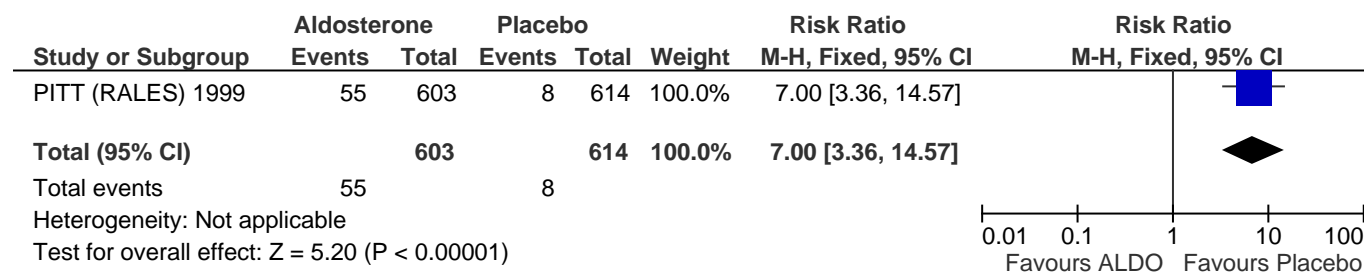 Aldosterone Placebo Risk Ratio Risk Ratio
Study or Subgroup Events Total Events Total Weight M-H, Fixed, 95% CI M-H, Fixed, 95% CI
PITT (RALES) 1999 55 603 8 614 100.0% 7.00 [3.36, 14.57]
Total (95% CI) 603 614 100.0% 7.00 [3.36, 14.57]
Total events 55 8
Heterogeneity: Not applicable
Test for overall effect: Z = 5.20 (P < 0.00001)
0.01 0.1 1 10 100
Favours ALDO Favours Placebo